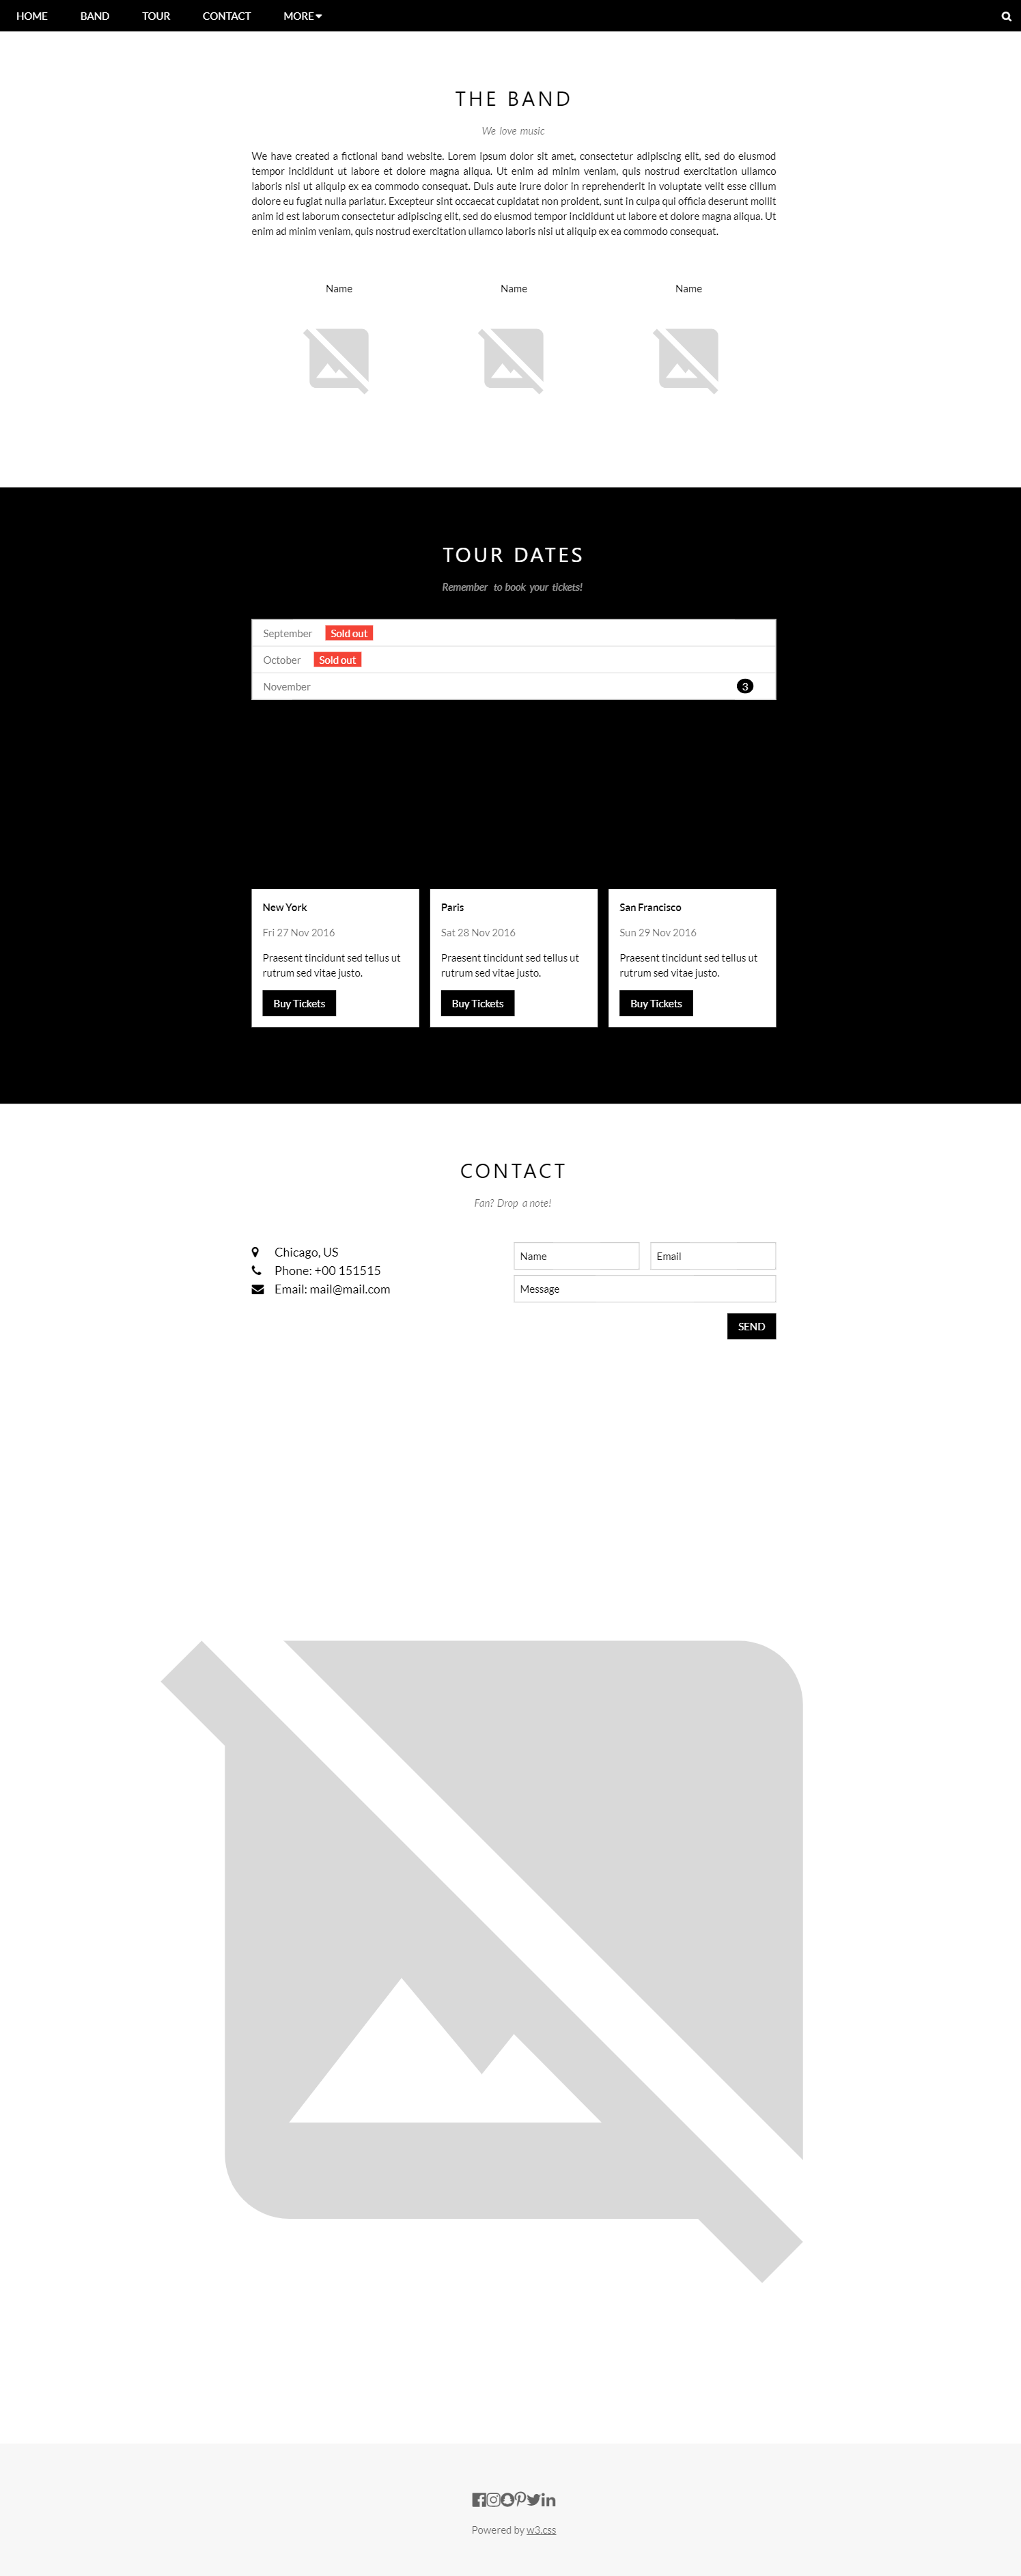 HOME BAND TOUR CONTACT MORE
THE BAND
We love music
We have created a fictional band website. Lorem ipsum dolor sit amet, consectetur adipiscing elit, sed do eiusmod
tempor incididunt ut labore et dolore magna aliqua. Ut enim ad minim veniam, quis nostrud exercitation ullamco
laboris nisi ut aliquip ex ea commodo consequat. Duis aute irure dolor in reprehenderit in voluptate velit esse cillum
dolore eu fugiat nulla pariatur. Excepteur sint occaecat cupidatat non proident, sunt in culpa qui officia deserunt mollit
anim id est laborum consectetur adipiscing elit, sed do eiusmod tempor incididunt ut labore et dolore magna aliqua. Ut
enim ad minim veniam, quis nostrud exercitation ullamco laboris nisi ut aliquip ex ea commodo consequat.
Name Name Name
TOUR DATES
Remember to book your tickets!
September Sold out
October Sold out
November 3
New York
Fri 27 Nov 2016
Praesent tincidunt sed tellus ut
rutrum sed vitae justo.
Buy Tickets
Paris
Sat 28 Nov 2016
Praesent tincidunt sed tellus ut
rutrum sed vitae justo.
Buy Tickets
San Francisco
Sun 29 Nov 2016
Praesent tincidunt sed tellus ut
rutrum sed vitae justo.
Buy Tickets
CONTACT
Fan? Drop a note!
Chicago, US
Phone: +00 151515
Email: mail@mail.com
Name Email
Message
SEND
Powered by w3.css